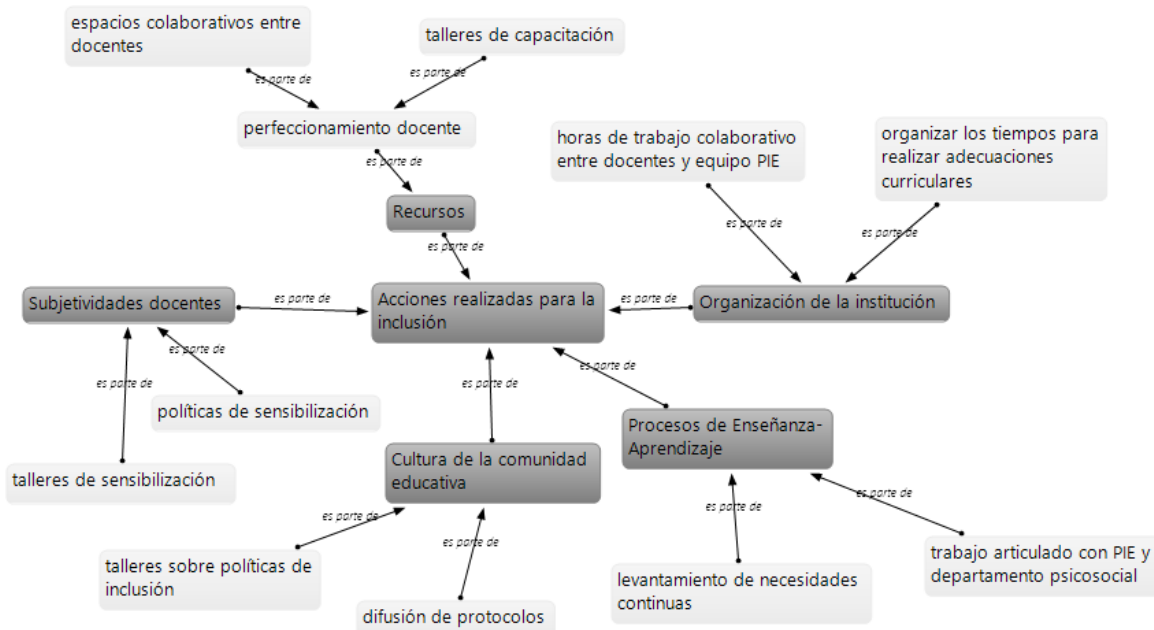 espacios colaborativos entre
docentes
talleres de capacitación
es parte de
es parte de
perfeccionamiento docente
horas de trabajo colaborativo
entre docentes y equipo PIE
organizar los tiempos para
realizar adecuaciones
curriculares
es parte de
Recursos
es parte de
es parte de
es parte de
Subjetividades docentes
es parte de
Acciones realizadas para la
inclusión
es parte de
Organización de la institución
es parte de
es parte de
es parte de
políticas de sensibilización
Procesos de Enseñanza-
Aprendizaje
talleres de sensibilización
es parte de
Cultura de la comunidad
educativa
es parte de
es parte de
es parte de
es parte de
talleres sobre políticas de
inclusión
difusión de protocolos
levantamiento de necesidades
continuas
trabajo articulado con PIE y
departamento psicosocial